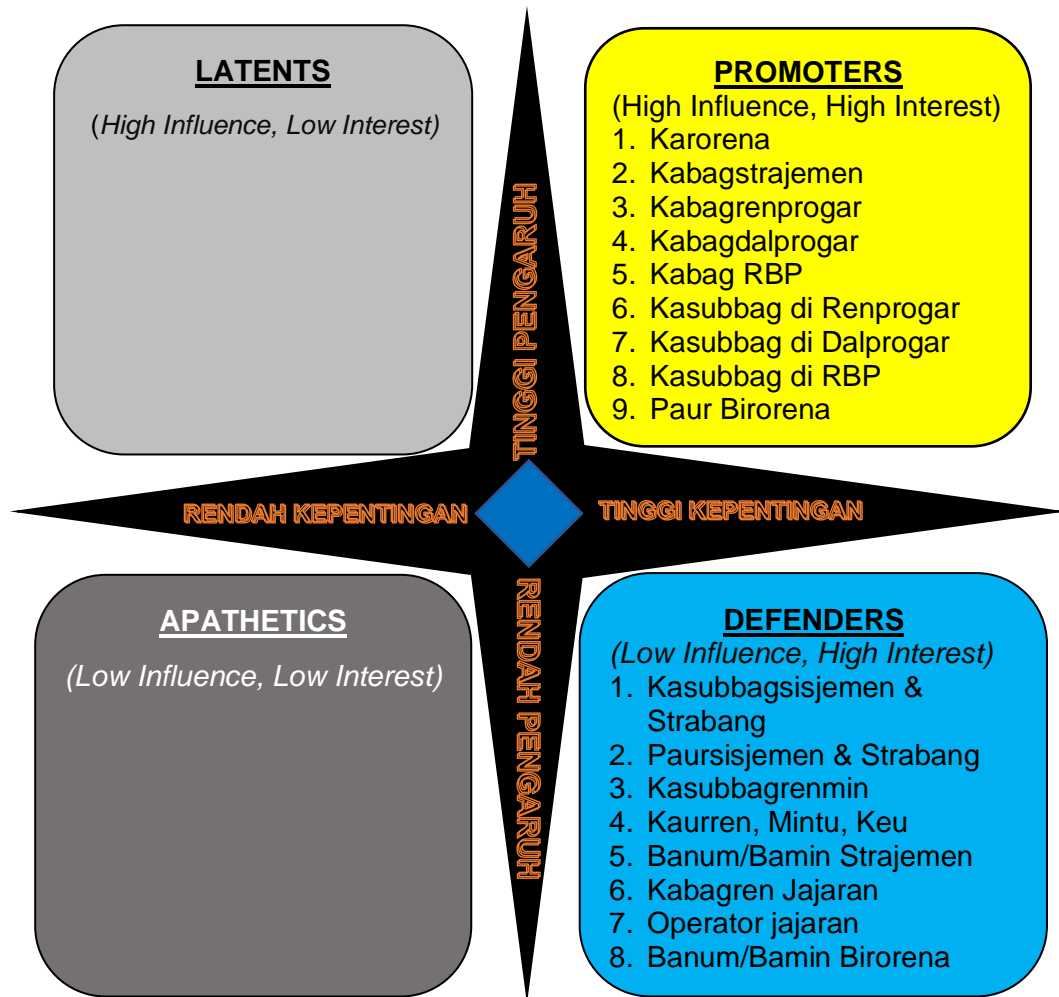 LATENTS
(High Influence, Low Interest)
PROMOTERS
(High Influence, High Interest)
1. Karorena
2. Kabagstrajemen
3. Kabagrenprogar
4. Kabagdalprogar
5. Kabag RBP
6. Kasubbag di Renprogar
7. Kasubbag di Dalprogar
8. Kasubbag di RBP
9. Paur Birorena
TINGGI PENGARUH
RENDAH KEPENTINGAN
TINGGI KEPENTINGAN
RENDAH PENGARUH
APATHETICS
(Low Influence, Low Interest)
DEFENDERS
(Low Influence, High Interest)
1. Kasubbagsisjemen &
Strabang
2. Paursisjemen & Strabang
3. Kasubbagrenmin
4. Kaurren, Mintu, Keu
5. Banum/Bamin Strajemen
6. Kabagren Jajaran
7. Operator jajaran
8. Banum/Bamin Birorena